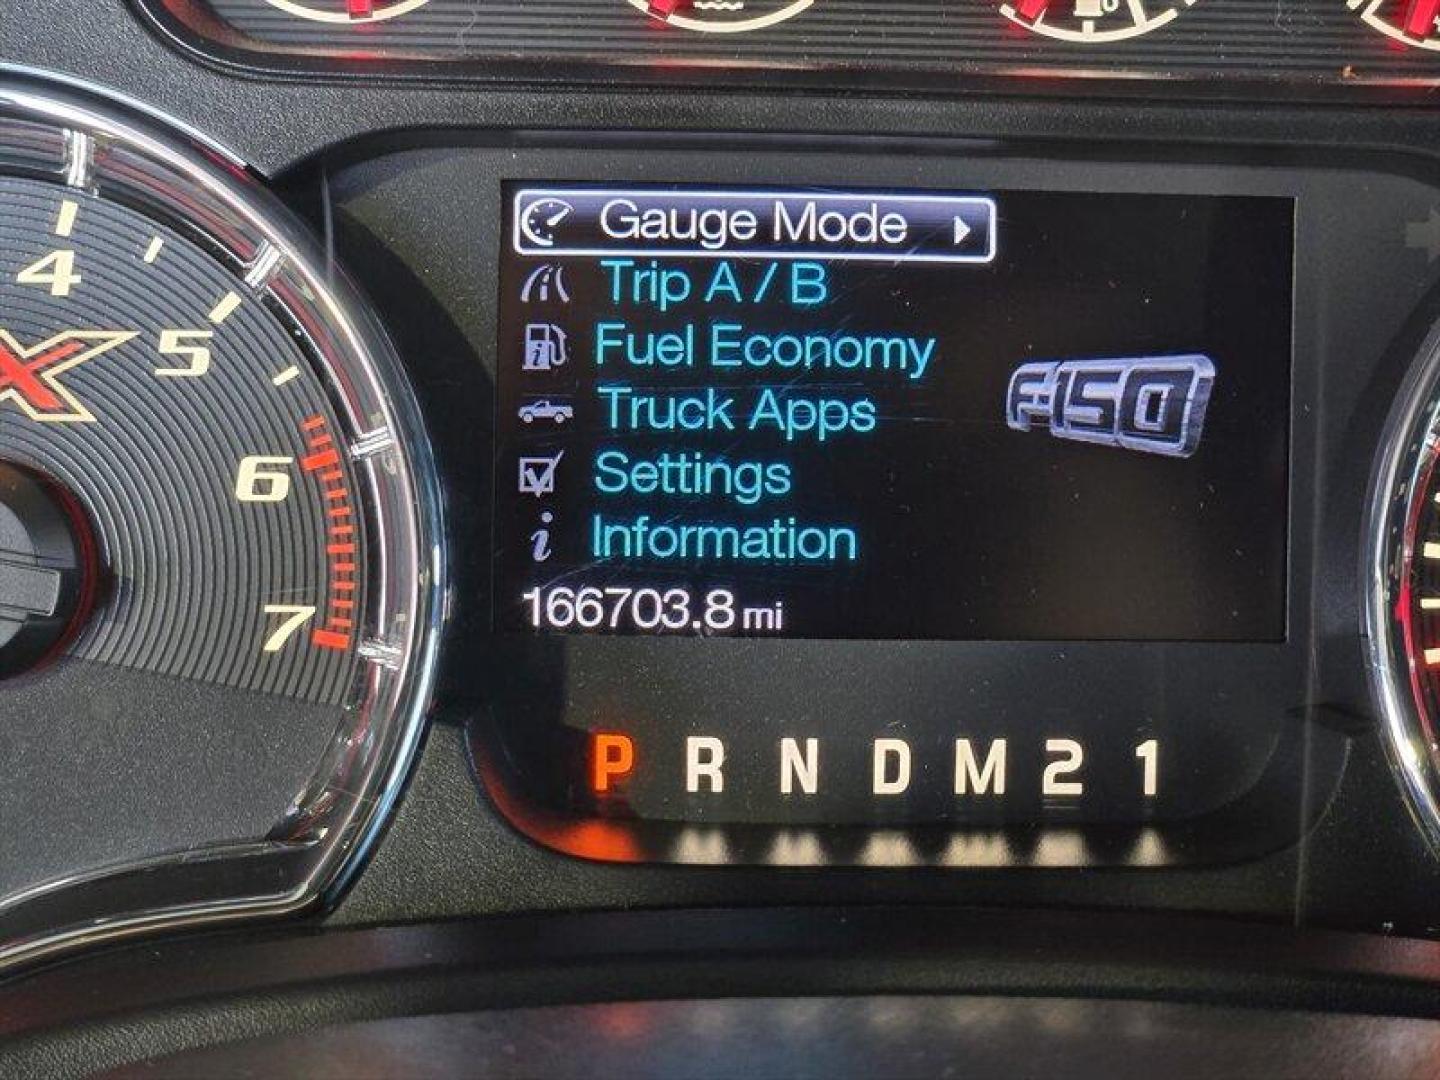 Gauge Mode
Trip A / B
Fuel Economy
Truck Apps
Settings
Information
166703.8 mi
F-150
4
5
6
7
X
P R N D M 2 1